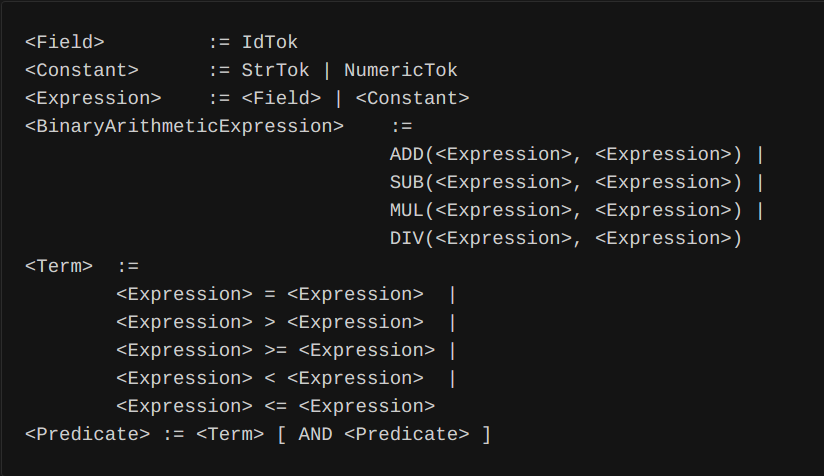 <Field>         := IdTok
<Constant>      := StrTok | NumericTok
<Expression>    := <Field> | <Constant>
<BinaryArithmeticExpression>    :=
                                ADD(<Expression>, <Expression>) |
                                SUB(<Expression>, <Expression>) |
                                MUL(<Expression>, <Expression>) |
                                DIV(<Expression>, <Expression>)
<Term>  :=
        <Expression> = <Expression>  |
        <Expression> > <Expression>  |
        <Expression> >= <Expression> |
        <Expression> < <Expression>  |
        <Expression> <= <Expression>
<Predicate> := <Term> [ AND <Predicate> ]